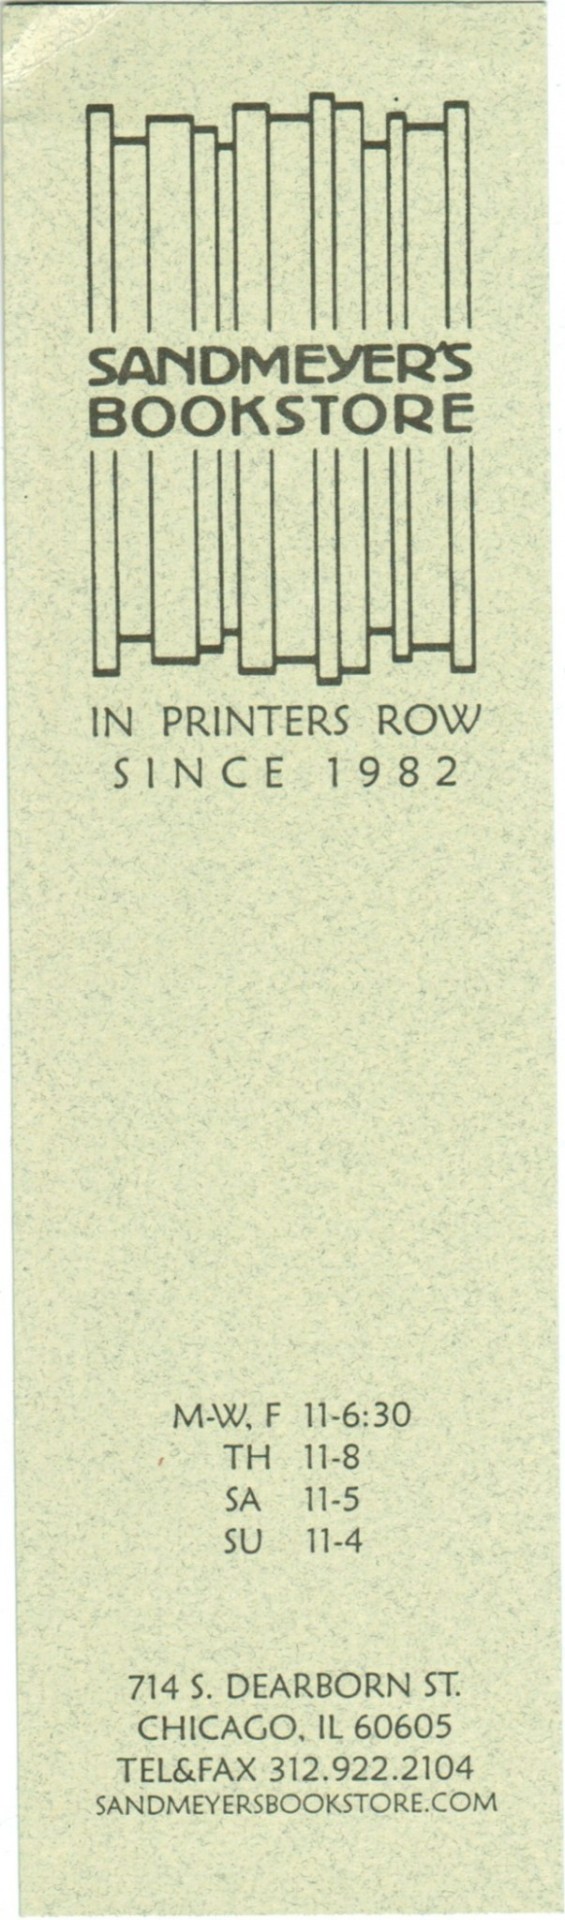 SANDMEYER'S
BOOKSTORE
IN PRINTERS ROW
SINCE 1982
M-W, F 11-6:30
TH 11-8
SA 11-5
SU 11-4
714 S. DEARBORN ST.
CHICAGO, IL 60605
TEL&FAX 312.922.2104
SANDMEYERSBOOKSTORE.COM